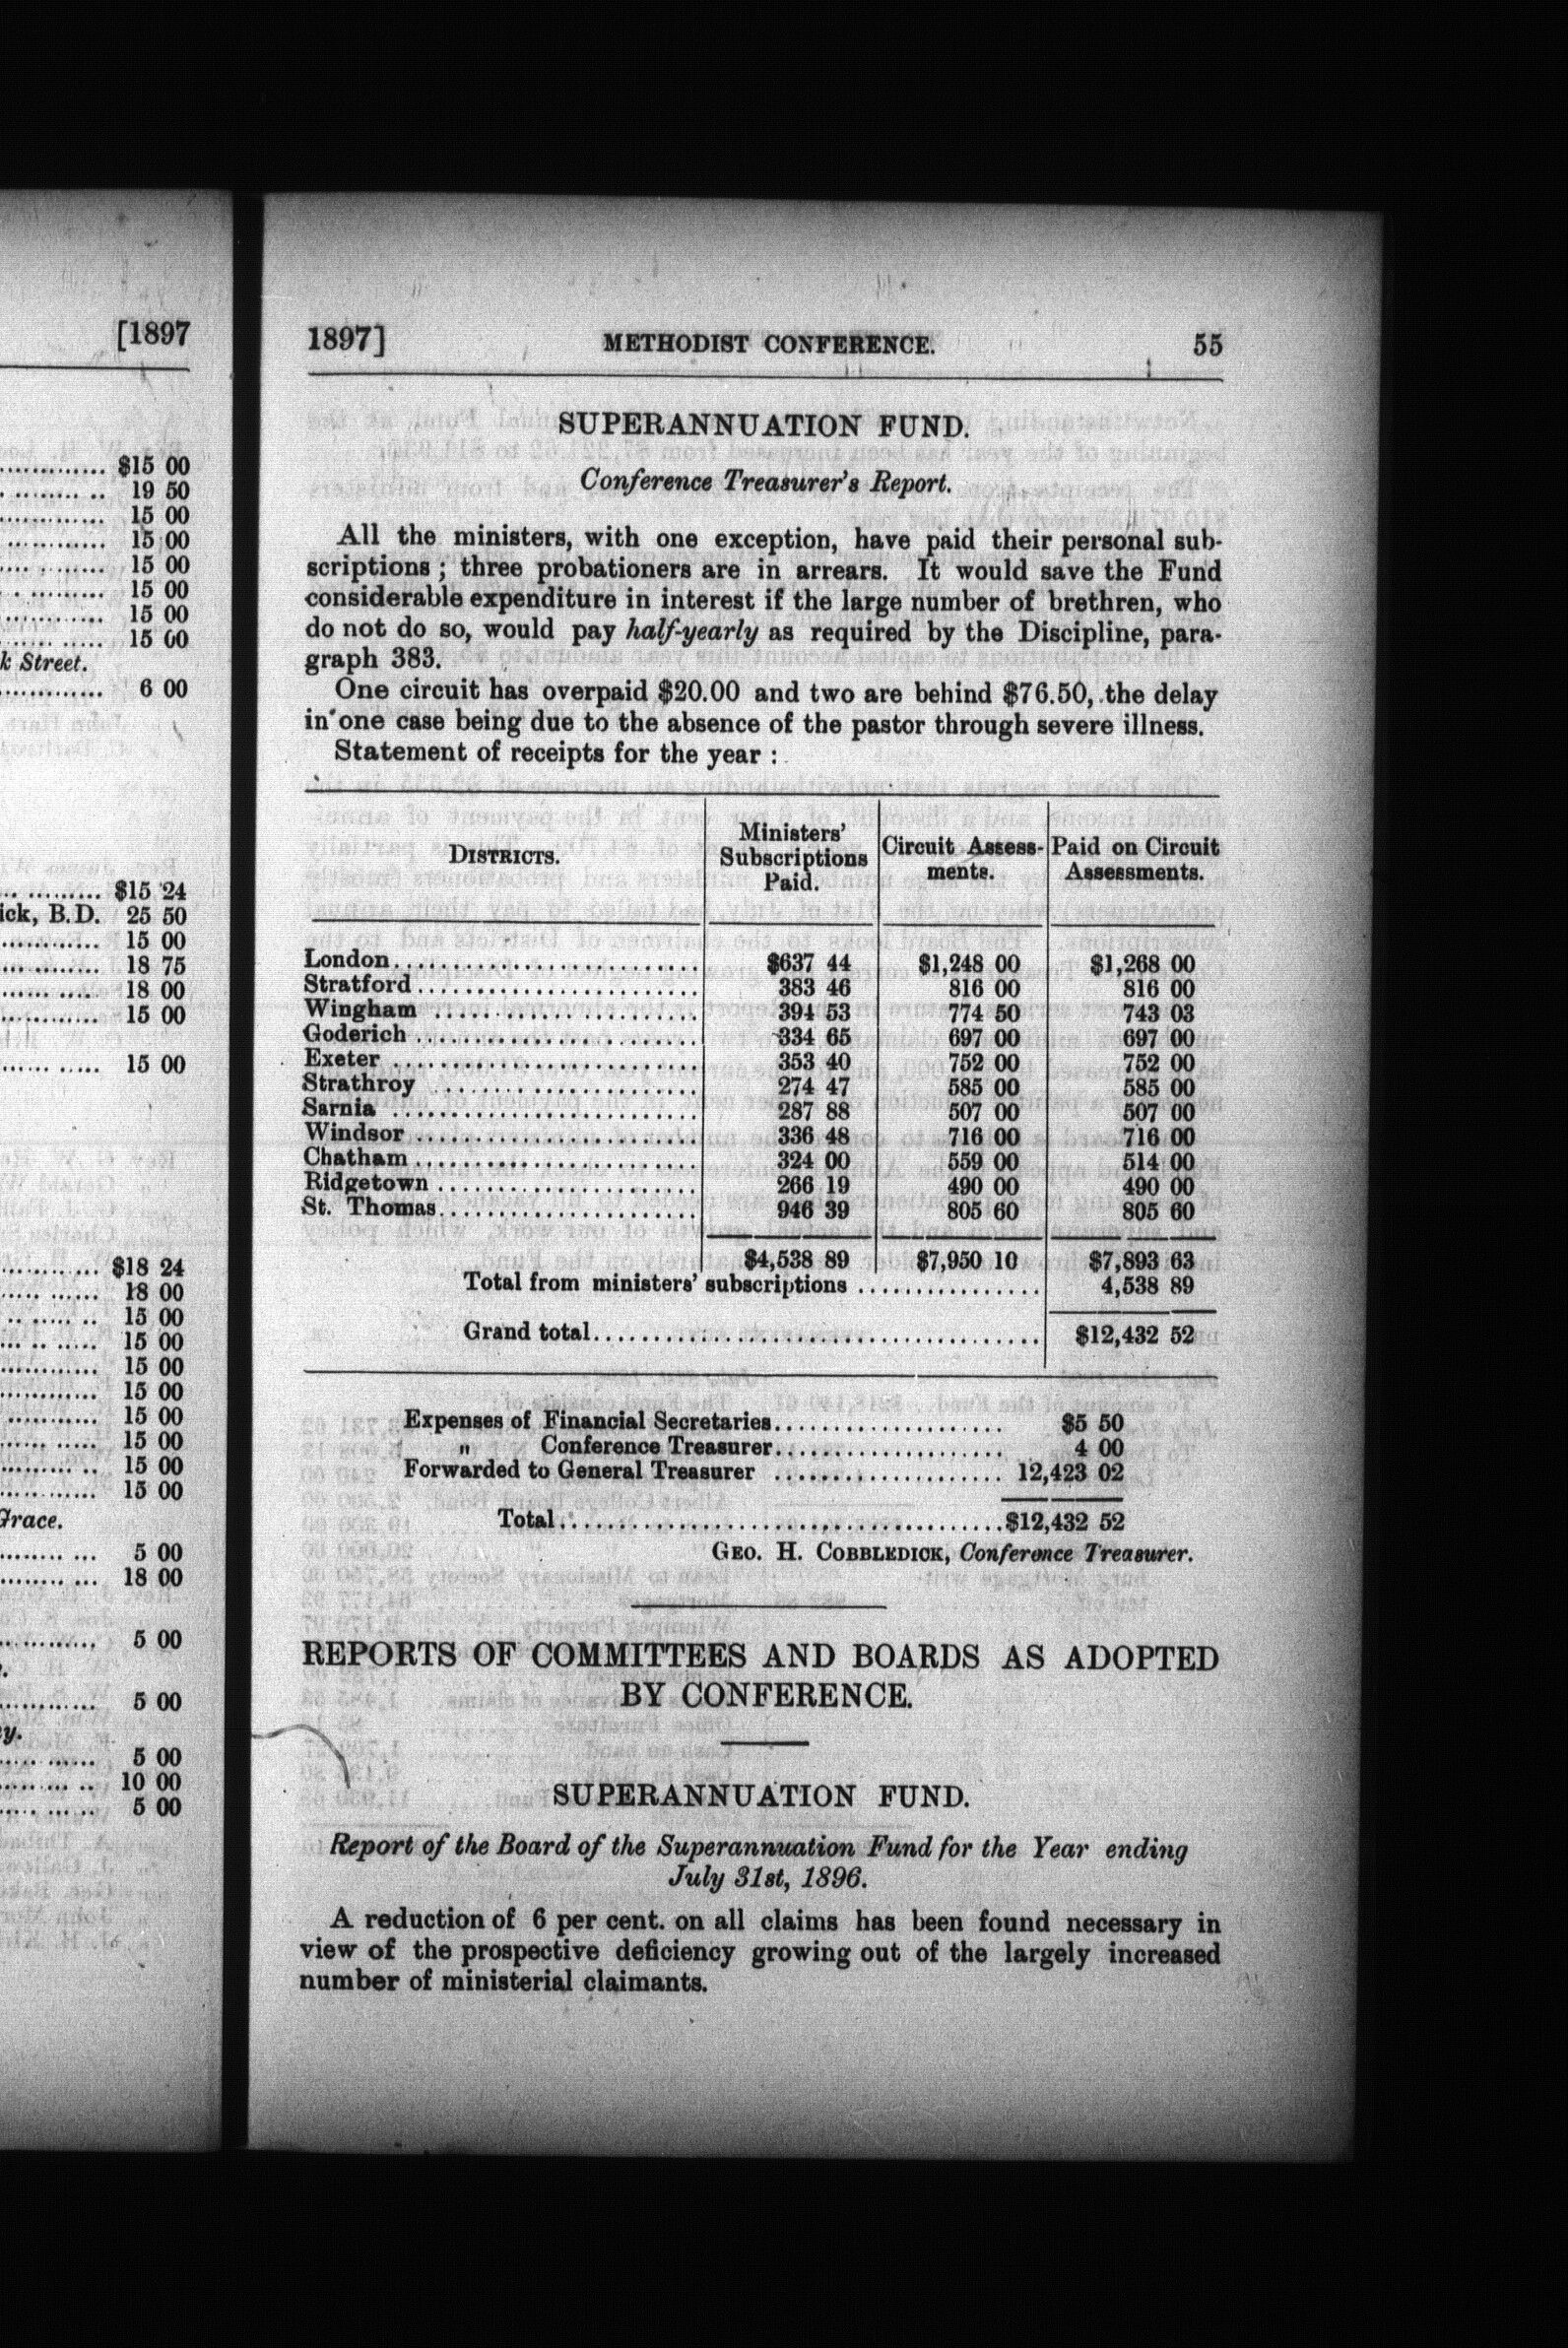 [1897
$15 00
19 50
15 00
15 00
15 00
15 00
15 00
15 00
k Street.
6 00
$15 24
ick, B.D. 25 50
15 00
18 75
18 00
15 00
15 00
$18 24
18 00
15 00
15 00
15 00
15 00
15 00
15 00
15 00
15 00
Grace.
5 00
18 00
5 00
5 00
y.
5 00
10 00
5 00
1897] METHODIST CONFERENCE. 55
SUPERANNUATION FUND.
Conference Treasurer's Report.
All the ministers, with one exception, have paid their personal sub-
scriptions; three probationers are in arrears. It would save the Fund
considerable expenditure in interest if the large number of brethren, who
do not do so, would pay half-yearly as required by the Discipline, para-
graph 383.
One circuit has overpaid $20.00 and two are behind $76.50, the delay
in one case being due to the absence of the pastor through severe illness.
Statement of receipts for the year:
DISTRICTS. Ministers' Subscriptions Paid. Circuit Assess-ments. Paid on Circuit Assessments.
London $637 44 $1,248 00 $1,268 00
Stratford 383 46 816 00 816 00
Wingham 394 53 774 50 743 03
Goderich 334 65 697 00 697 00
Exeter 353 40 752 00 752 00
Strathroy 274 47 585 00 585 00
Sarnia 287 88 507 00 507 00
Windsor 336 48 716 00 716 00
Chatham 324 00 559 00 514 00
Ridgetown 266 19 490 00 490 00
St. Thomas 946 39 805 60 805 60
$4,538 89 $7,950 10 $7,893 63
Total from ministers' subscriptions 4,538 89
Grand total $12,432 52
Expenses of Financial Secretaries $5 50
" Conference Treasurer 4 00
Forwarded to General Treasurer 12,423 02
Total $12,432 52
GEO. H. COBBLEDICK, Conference Treasurer.
REPORTS OF COMMITTEES AND BOARDS AS ADOPTED
BY CONFERENCE.
SUPERANNUATION FUND.
Report of the Board of the Superannuation Fund for the Year ending
July 31st, 1896.
A reduction of 6 per cent. on all claims has been found necessary in
view of the prospective deficiency growing out of the largely increased
number of ministerial claimants.